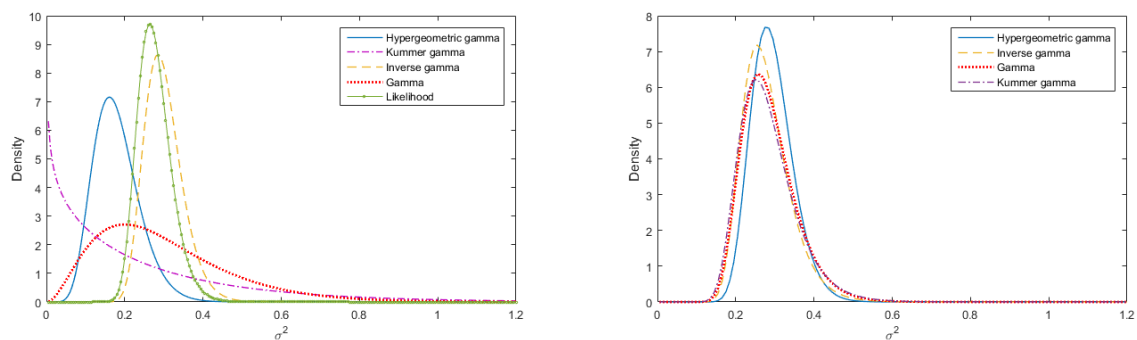 10
9
8
7
6
5
4
3
2
1
0
Density
Hypergeometric gamma
Kummer gamma
Inverse gamma
Gamma
Likelihood
0 0.2 0.4 0.6 0.8 1 1.2
σ²
8
7
6
5
4
3
2
1
0
Density
Hypergeometric gamma
Inverse gamma
Gamma
Kummer gamma
0 0.2 0.4 0.6 0.8 1 1.2
σ²